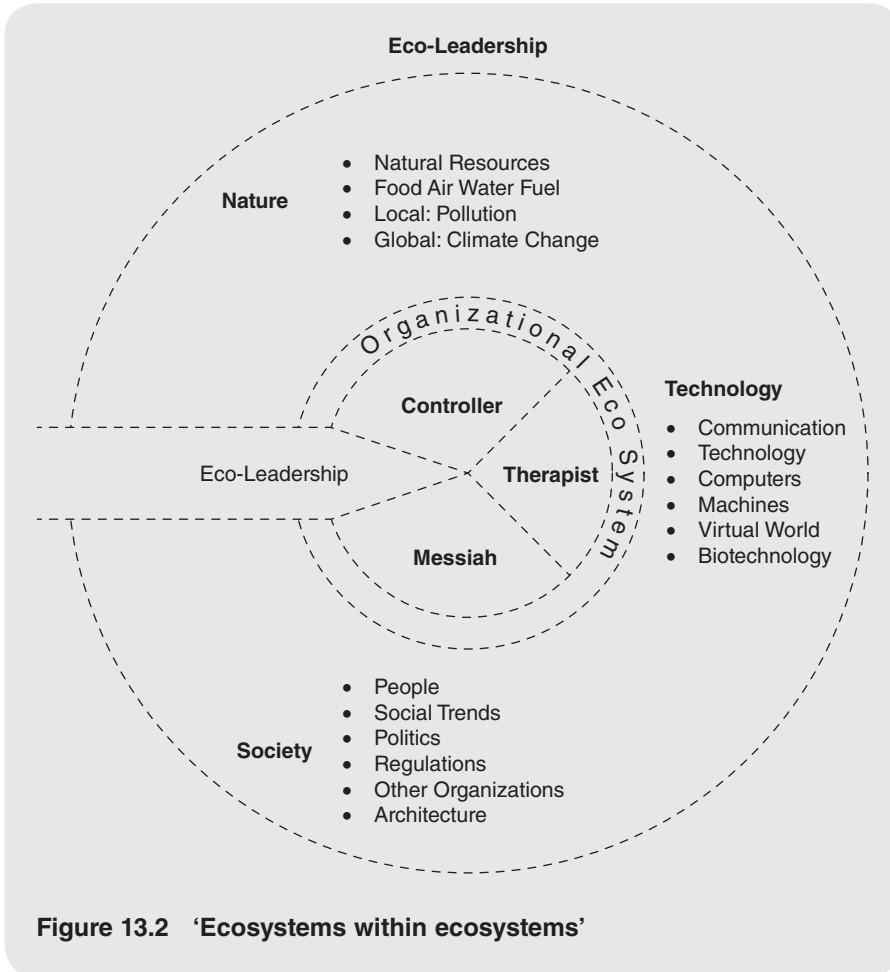 Eco-Leadership
Nature
• Natural Resources
• Food Air Water Fuel
• Local: Pollution
• Global: Climate Change
Organizational Eco System
Controller
Eco-Leadership
Therapist
Messiah
Technology
• Communication
• Technology
• Computers
• Machines
• Virtual World
• Biotechnology
Society
• People
• Social Trends
• Politics
• Regulations
• Other Organizations
• Architecture
Figure 13.2 ‘Ecosystems within ecosystems’